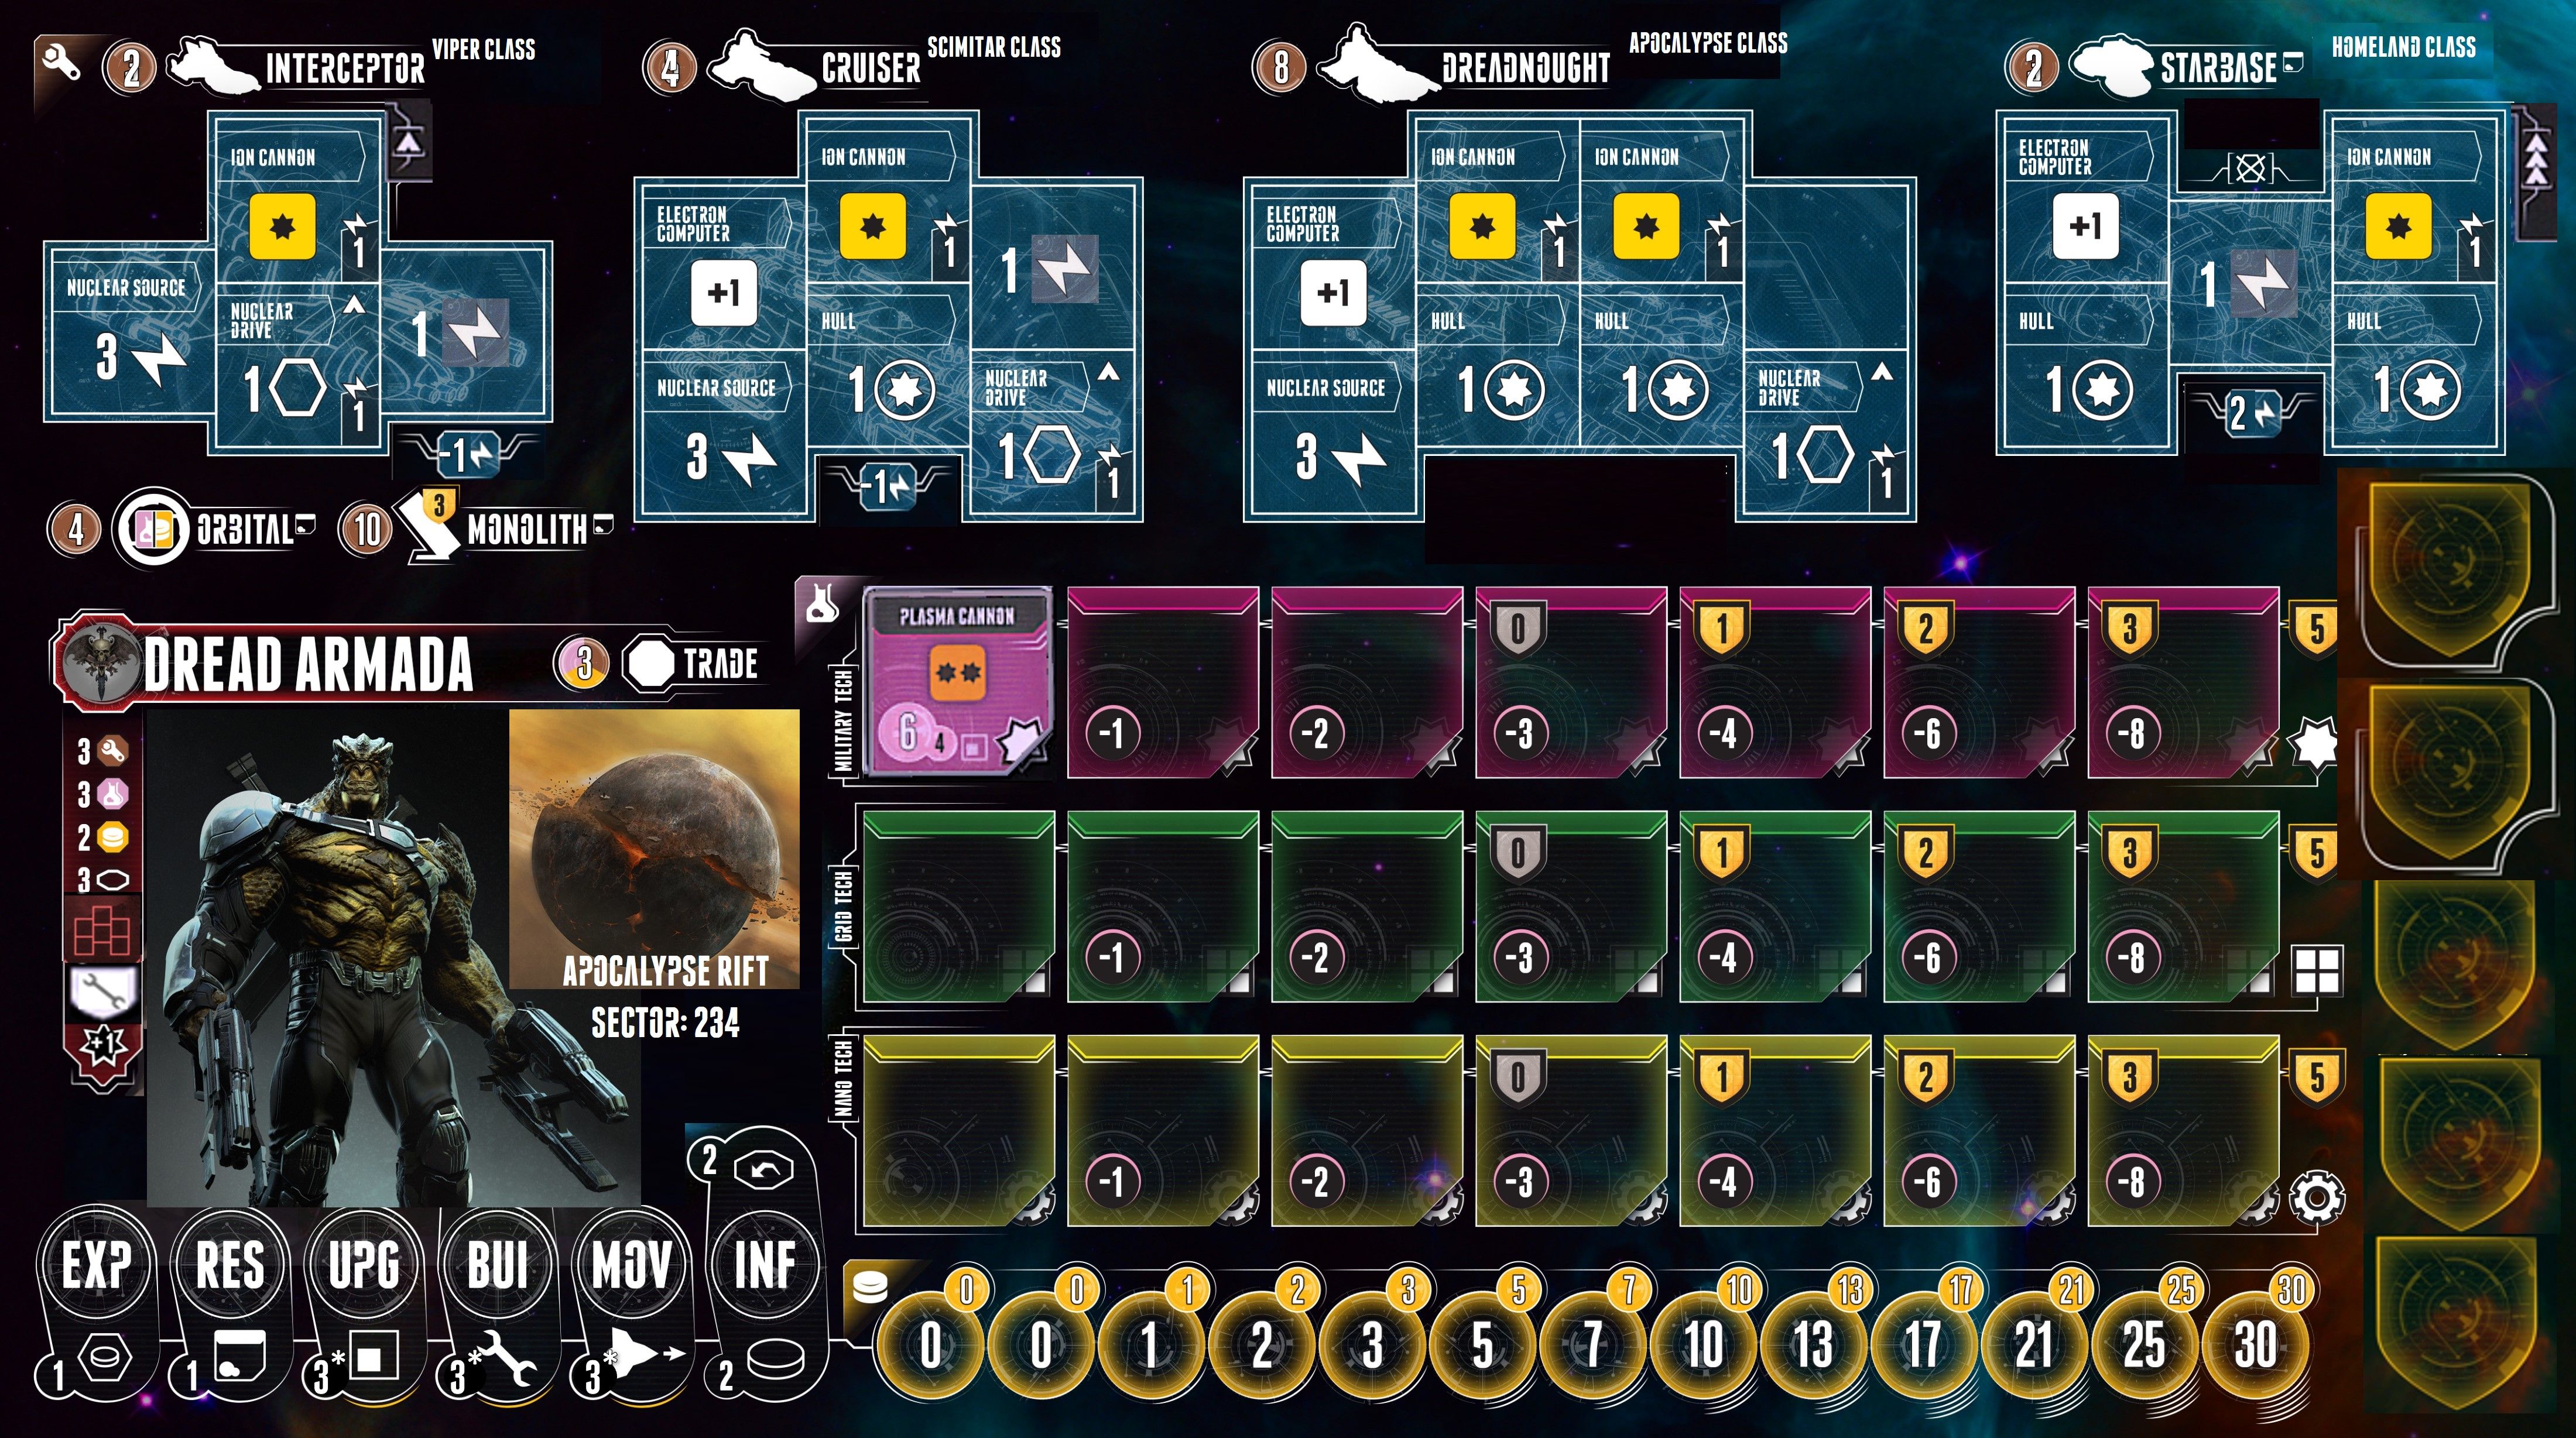 2 INTERCEPTOR VIPER CLASS
4 CRUISER SCIMITAR CLASS
8 DREADNOUGHT APOCALYPSE CLASS
2 STARBASE HOMELAND CLASS
ION CANNON
1
NUCLEAR SOURCE
3
NUCLEAR
DRIVE
1
1
1
-1
ION CANNON
1
ELECTRON
COMPUTER
+1
1
HULL
1
NUCLEAR SOURCE
3
NUCLEAR
DRIVE
1
1
-1
ION CANNON
1
ION CANNON
1
ELECTRON
COMPUTER
+1
HULL
1
HULL
1
NUCLEAR SOURCE
3
NUCLEAR
DRIVE
1
1
ELECTRON
COMPUTER
+1
ION CANNON
1
1
HULL
1
HULL
1
2
4 ORBITAL
10 3 MONOLITH
DREAD ARMADA
3 TRADE
3
3
2
3
+1
APOCALYPSE RIFT
SECTOR: 234
MILITARY TECH
PLASMA CANNON
6 4
0 1 2 3 5
-1 -2 -3 -4 -6 -8
GRID TECH
0 1 2 3 5
-1 -2 -3 -4 -6 -8
NANO TECH
0 1 2 3 5
-1 -2 -3 -4 -6 -8
2
EXP RES UPG BUI MOV INF
1 1 3* 3* 3* 2
0 0 1 2 3 5 7 10 13 17 21 25 30
0 0 1 2 3 5 7 10 13 17 21 25 30